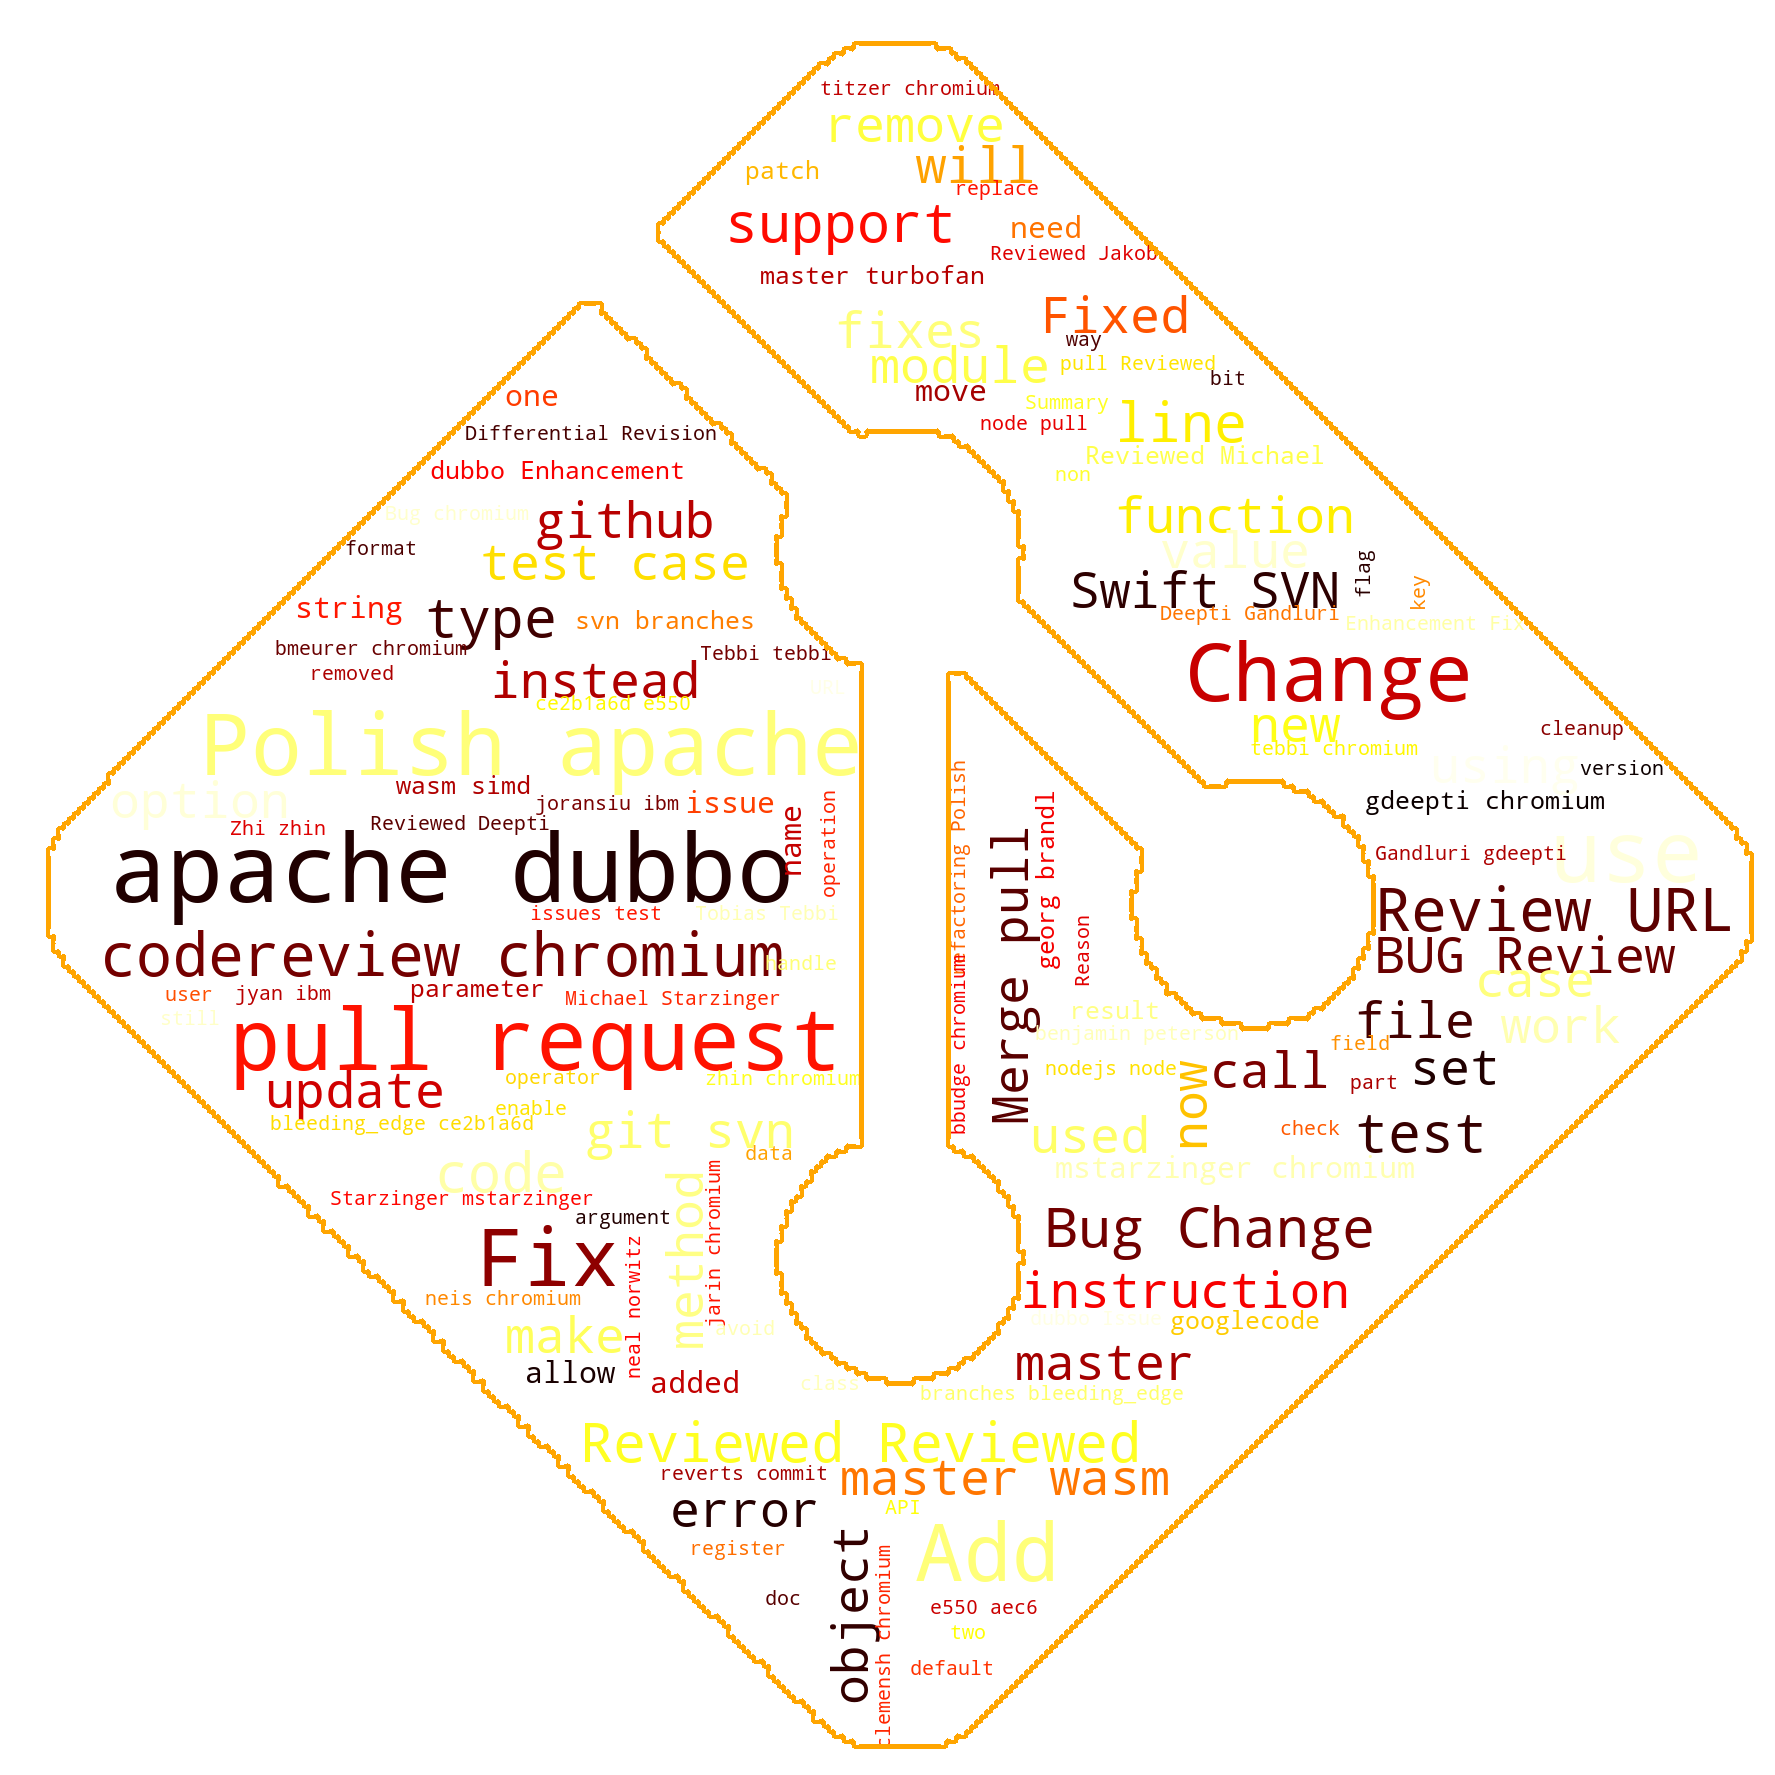 titzer chromium
remove
will
patch
replace
support
need
Reviewed Jakob
master turbofan
Fixed
fixes
way
module
pull Reviewed
bit
move
Summary
node pull
line
Reviewed Michael
non
function
value
Swift SVN
flag
key
Deepti Gandluri
Enhancement Fix
Change
new
tebbi chromium
cleanup
using
version
gdeepti chromium
use
Gandluri gdeepti
Review URL
BUG Review
case
work
file
field
set
call
part
test
check
now
one
Differential Revision
dubbo Enhancement
Bug chromium
github
format
test case
string
type
svn branches
bmeurer chromium
Tebbi tebbi
removed
instead
ce2b1a6d e550
Polish apache
option
wasm simd
joransiu ibm
issue
name
operation
Zhi zhin
Reviewed Deepti
apache dubbo
issues test
Tobias Tebbi
codereview chromium
handle
user
jyan ibm
parameter
Michael Starzinger
still
pull request
update
operator
zhin chromium
enable
bleeding_edge ce2b1a6d
git svn
data
code
method
jarin chromium
Starzinger mstarzinger
argument
Fix
neal norwitz
neis chromium
make
avoid
allow
added
class
refactoring Polish
bbudge chromium
Merge pull
georg brandl
Reason
result
benjamin peterson
nodejs node
used
mstarzinger chromium
Bug Change
instruction
googlecode
master
branches bleeding_edge
Reviewed Reviewed
reverts commit
master wasm
error
API
register
object
clemensh chromium
Add
doc
e550 aec6
two
default